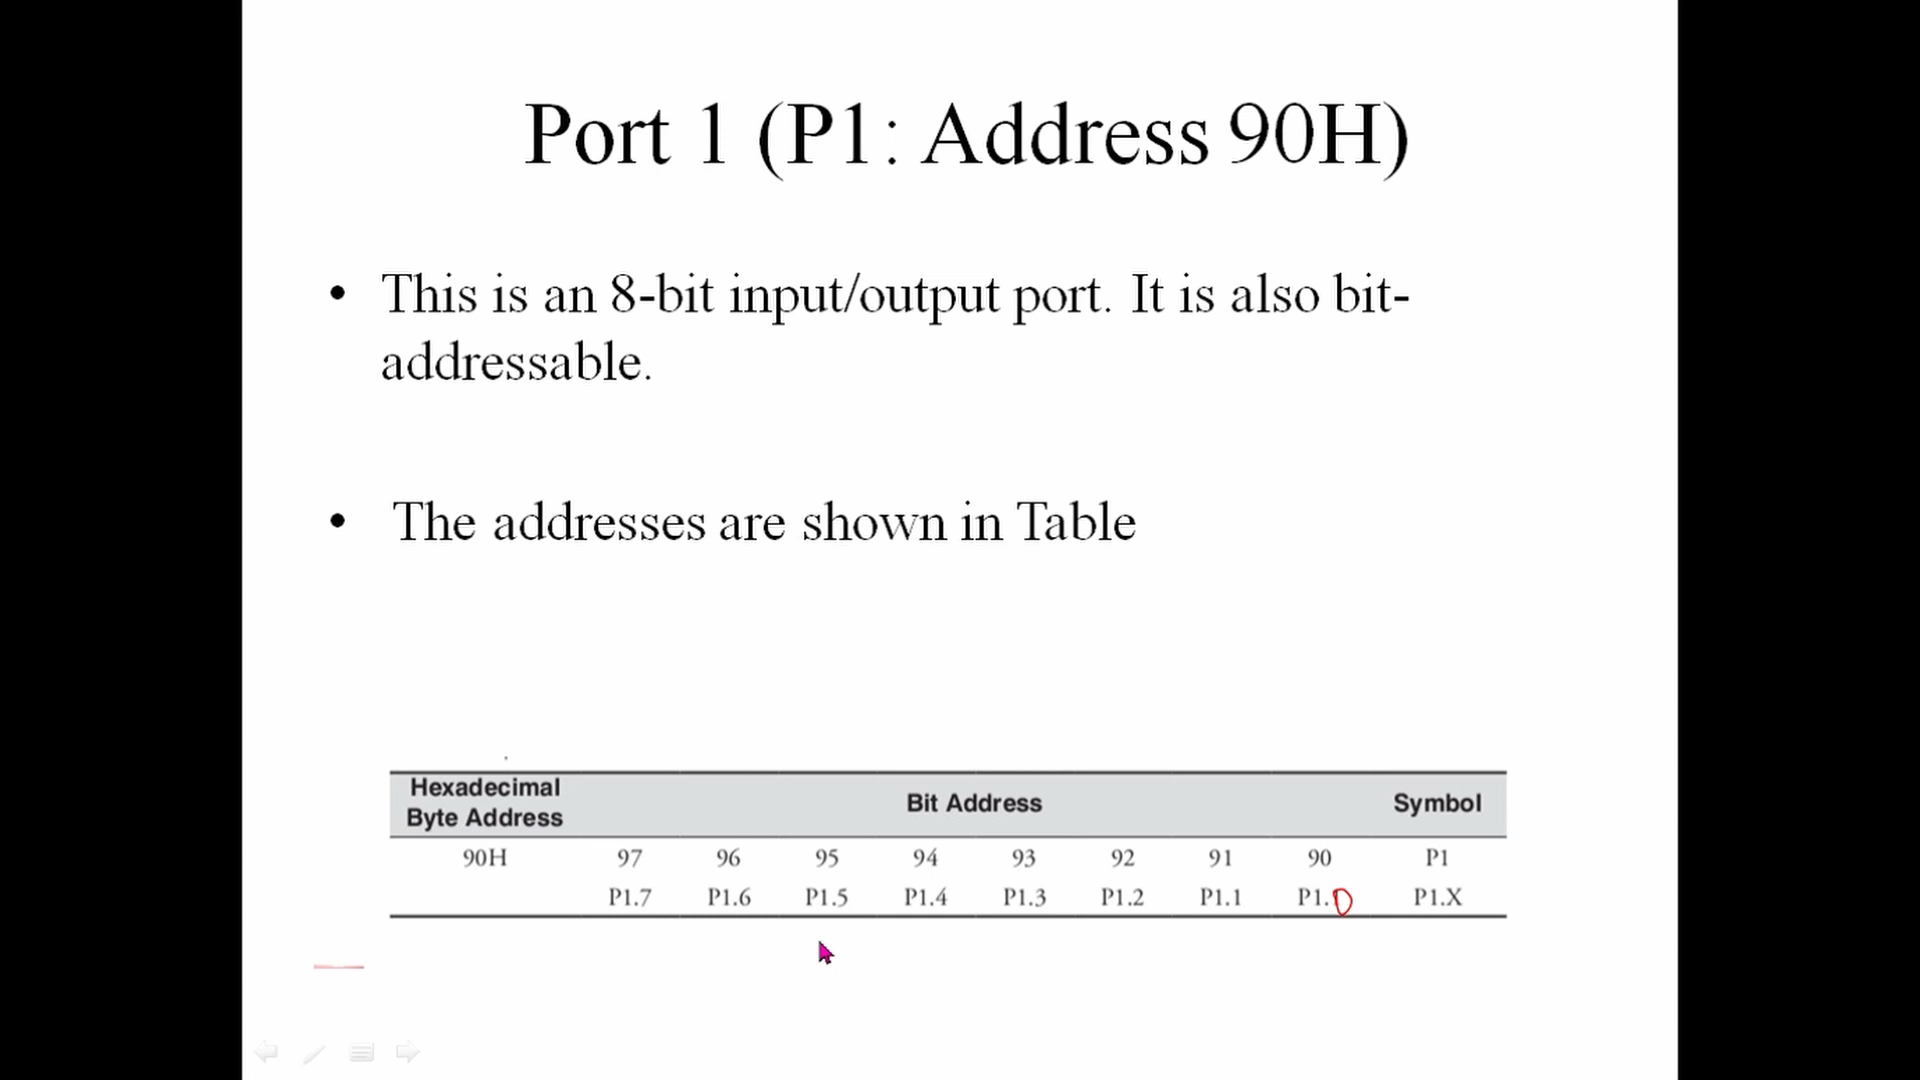 Port 1 (P1: Address 90H)
• This is an 8-bit input/output port. It is also bit-
addressable.
• The addresses are shown in Table
Hexadecimal
Byte Address Bit Address Symbol
90H 97 96 95 94 93 92 91 90 P1
P1.7 P1.6 P1.5 P1.4 P1.3 P1.2 P1.1 P1.0 P1.X